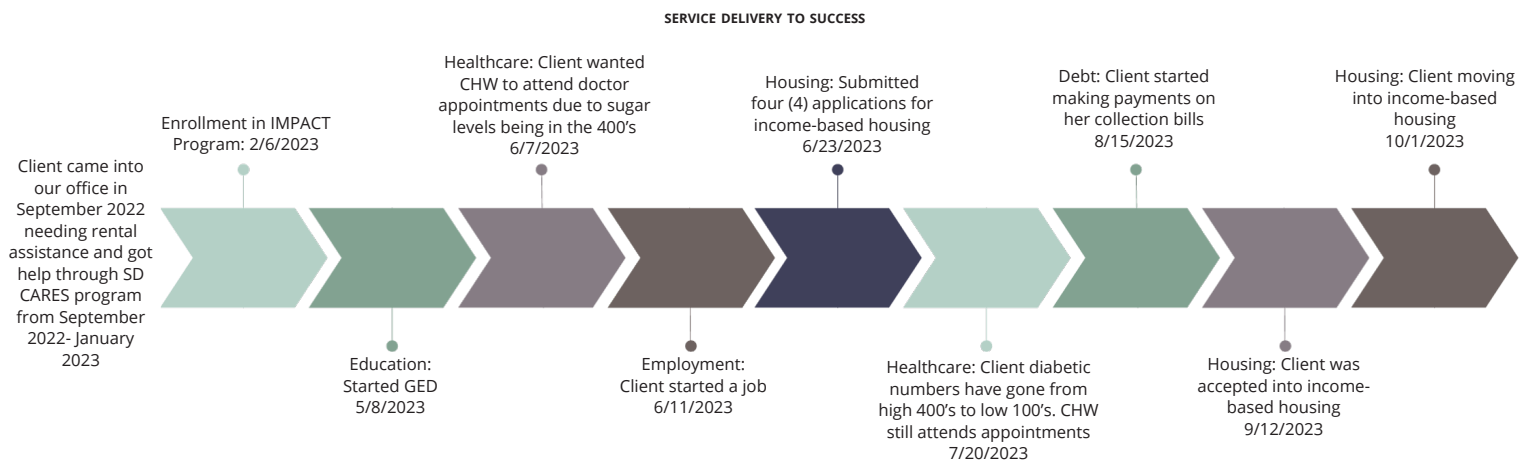 SERVICE DELIVERY TO SUCCESS
Client came into
our office in
September 2022
needing rental
assistance and got
help through SD
CARES program
from September
2022- January
2023
Enrollment in IMPACT
Program: 2/6/2023
Education:
Started GED
5/8/2023
Healthcare: Client wanted
CHW to attend doctor
appointments due to sugar
levels being in the 400’s
6/7/2023
Employment:
Client started a job
6/11/2023
Housing: Submitted
four (4) applications for
income-based housing
6/23/2023
Healthcare: Client diabetic
numbers have gone from
high 400’s to low 100’s. CHW
still attends appointments
7/20/2023
Debt: Client started
making payments on
her collection bills
8/15/2023
Housing: Client was
accepted into income-
based housing
9/12/2023
Housing: Client moving
into income-based
housing
10/1/2023